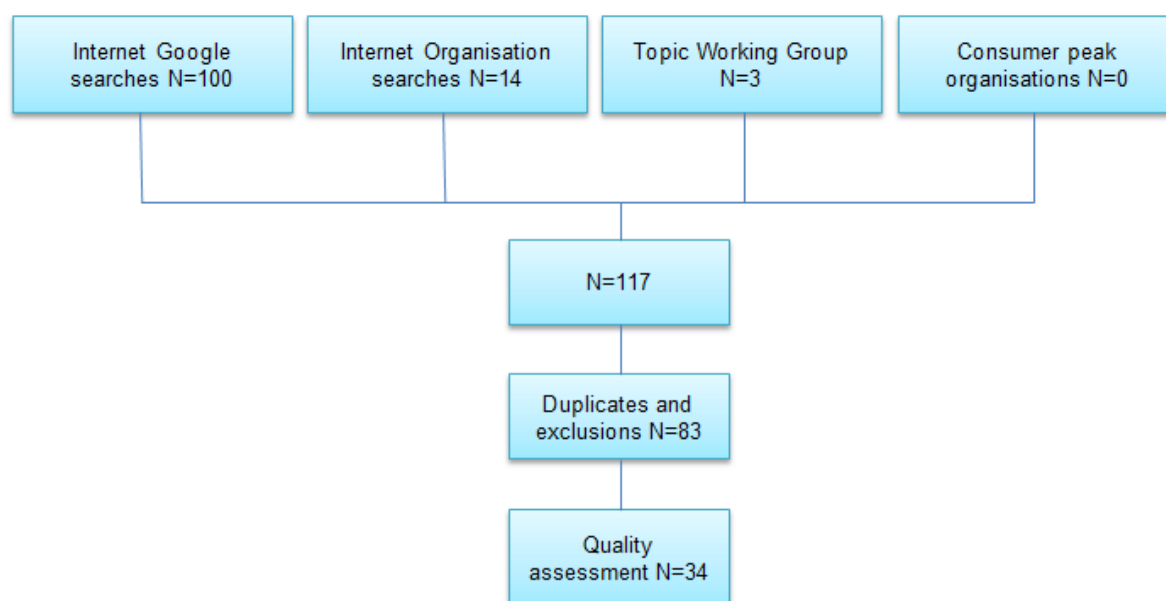 Internet Google
searches N=100
Internet Organisation
searches N=14
Topic Working Group
N=3
Consumer peak
organisations N=0
N=117
Duplicates and
exclusions N=83
Quality
assessment N=34